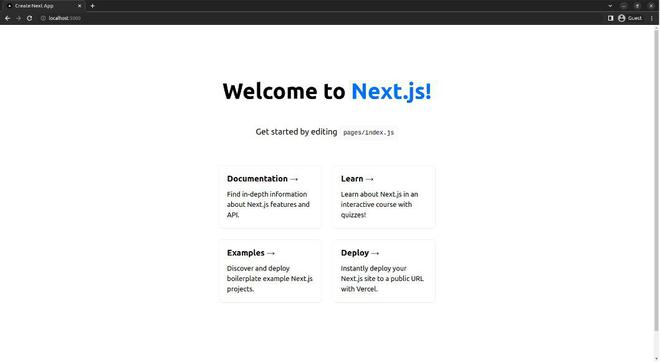 Create Next App
localhost:3000
Guest
Welcome to Next.js!
Get started by editing pages/index.js
Documentation →
Find in-depth information
about Next.js features and
API.
Learn →
Learn about Next.js in an
interactive course with
quizzes!
Examples →
Discover and deploy
boilerplate example Next.js
projects.
Deploy →
Instantly deploy your
Next.js site to a public URL
with Vercel.